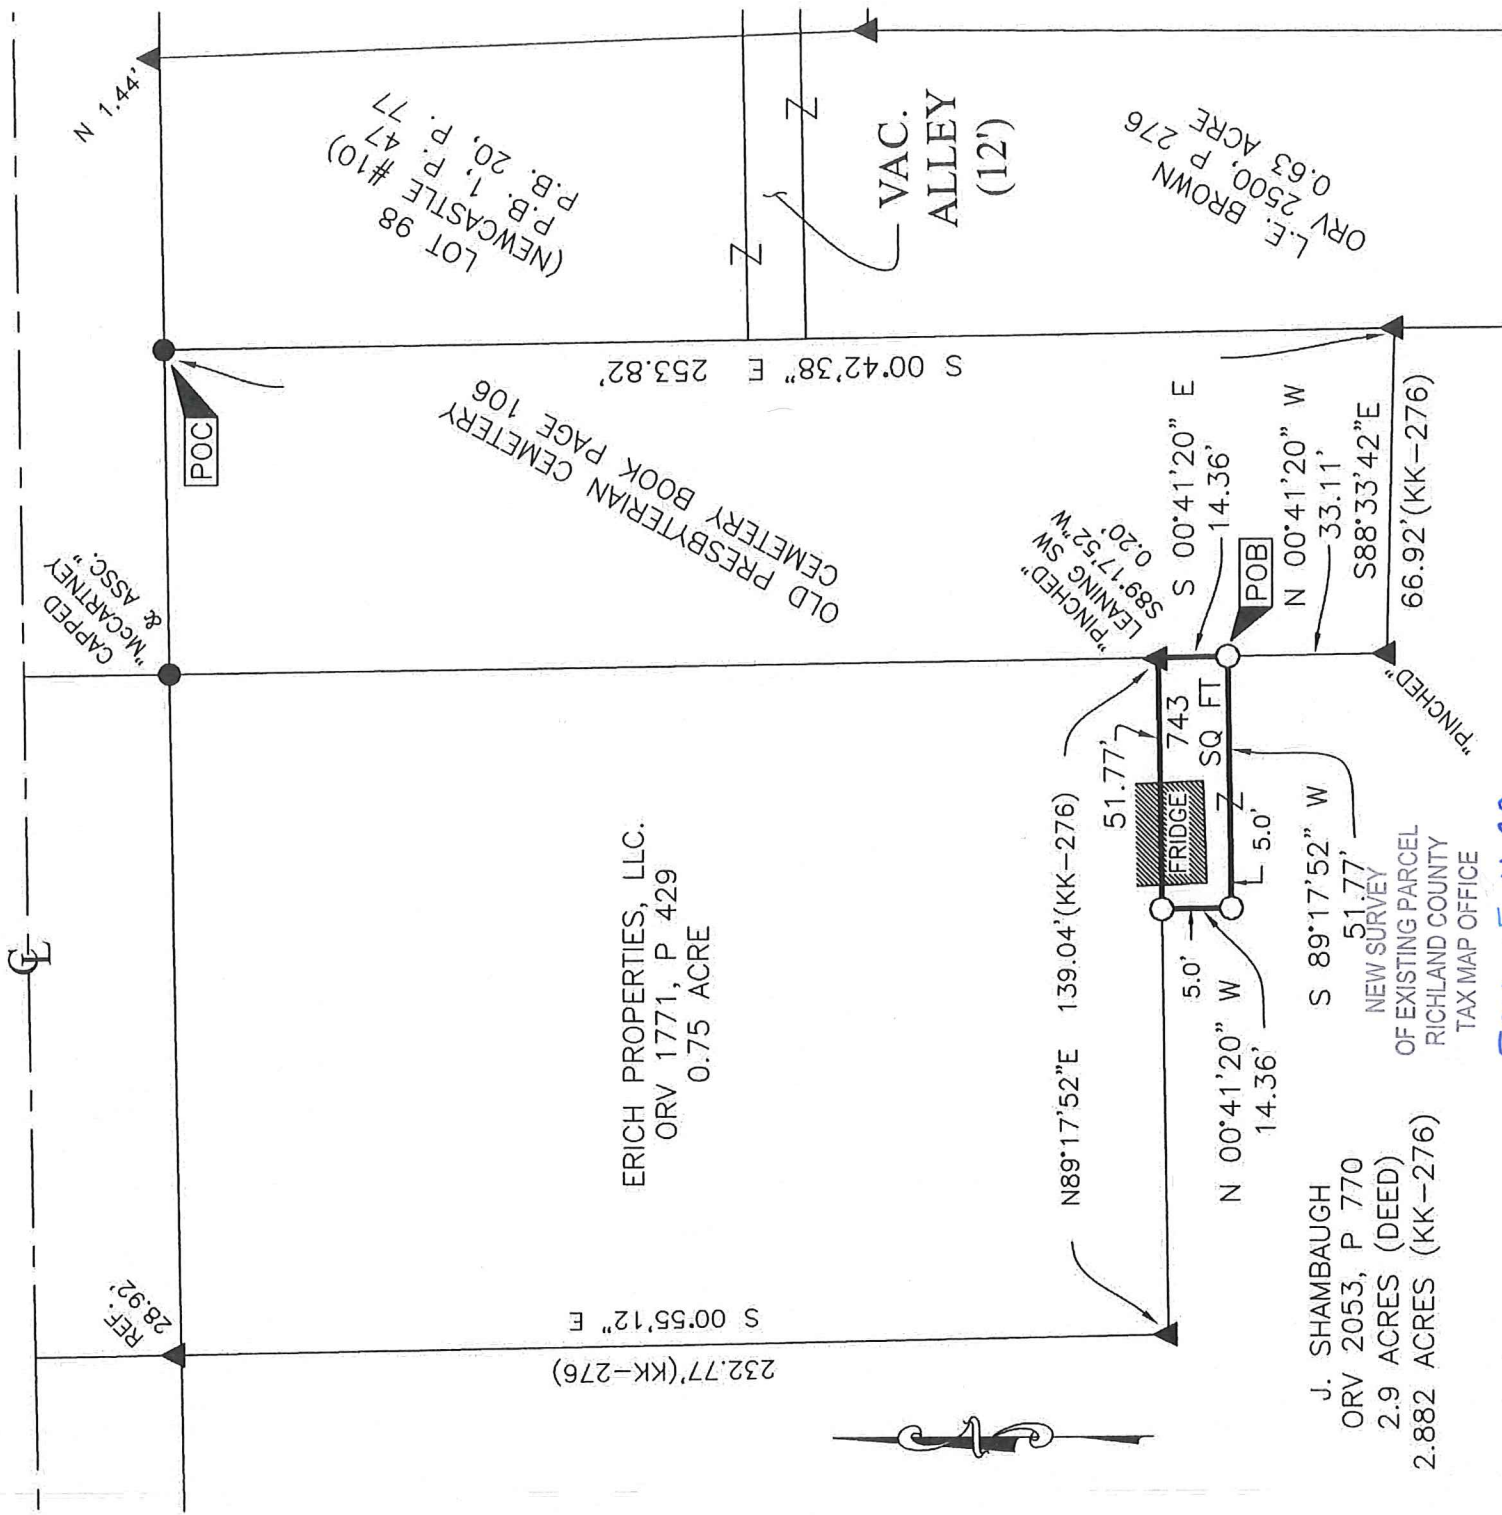 N 1.44'
LOT 98
(NEWCASTLE #10)
P.B. 1, P. 47
P.B. 20, P. 77
VAC.
ALLEY
(12')
L.E. BROWN
ORV 2500, P 276
0.63 ACRE
Z
Z
POC
S 00°42'38" E 253.82'
OLD PRESBYTERIAN CEMETERY
CEMETERY BOOK PAGE 106
CAPPED
"McCARTNEY
& ASSC."
"PINCHED"
LEANING SW
S89°17'52"W
0.20'
S 00°41'20" E
14.36'
POB
N 00°41'20" W
33.11'
S88°33'42"E
66.92'(KK-276)
"PINCHED"
CL
ERICH PROPERTIES, LLC.
ORV 1771, P 429
0.75 ACRE
51.77'
743
SQ FT
FRIDGE
Z
5.0'
5.0'
N89°17'52"E 139.04'(KK-276)
N 00°41'20" W
14.36'
S 89°17'52" W
51.77'
NEW SURVEY
OF EXISTING PARCEL
RICHLAND COUNTY
TAX MAP OFFICE
REF.
28.92'
S 00°55'12" E
232.77'(KK-276)
J. SHAMBAUGH
ORV 2053, P 770
2.9 ACRES (DEED)
2.882 ACRES (KK-276)